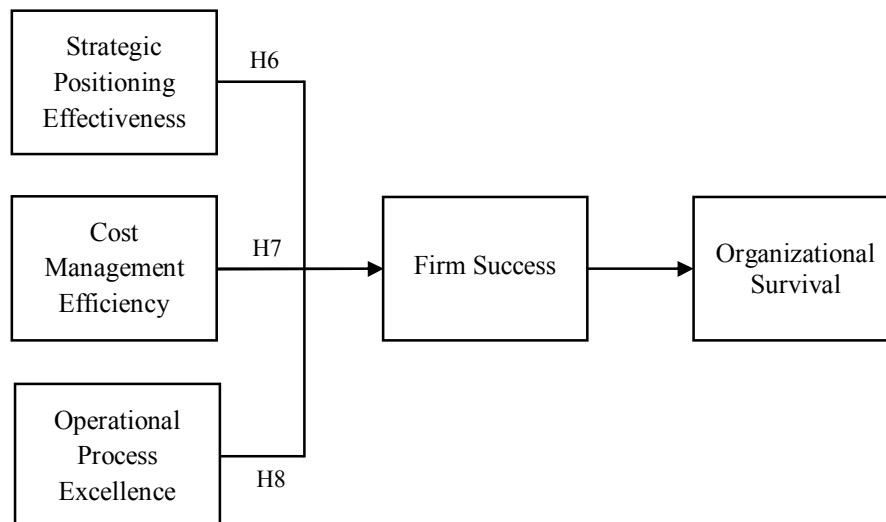 Strategic
Positioning
Effectiveness
H6
Cost
Management
Efficiency
H7
Firm Success
Organizational
Survival
Operational
Process
Excellence
H8